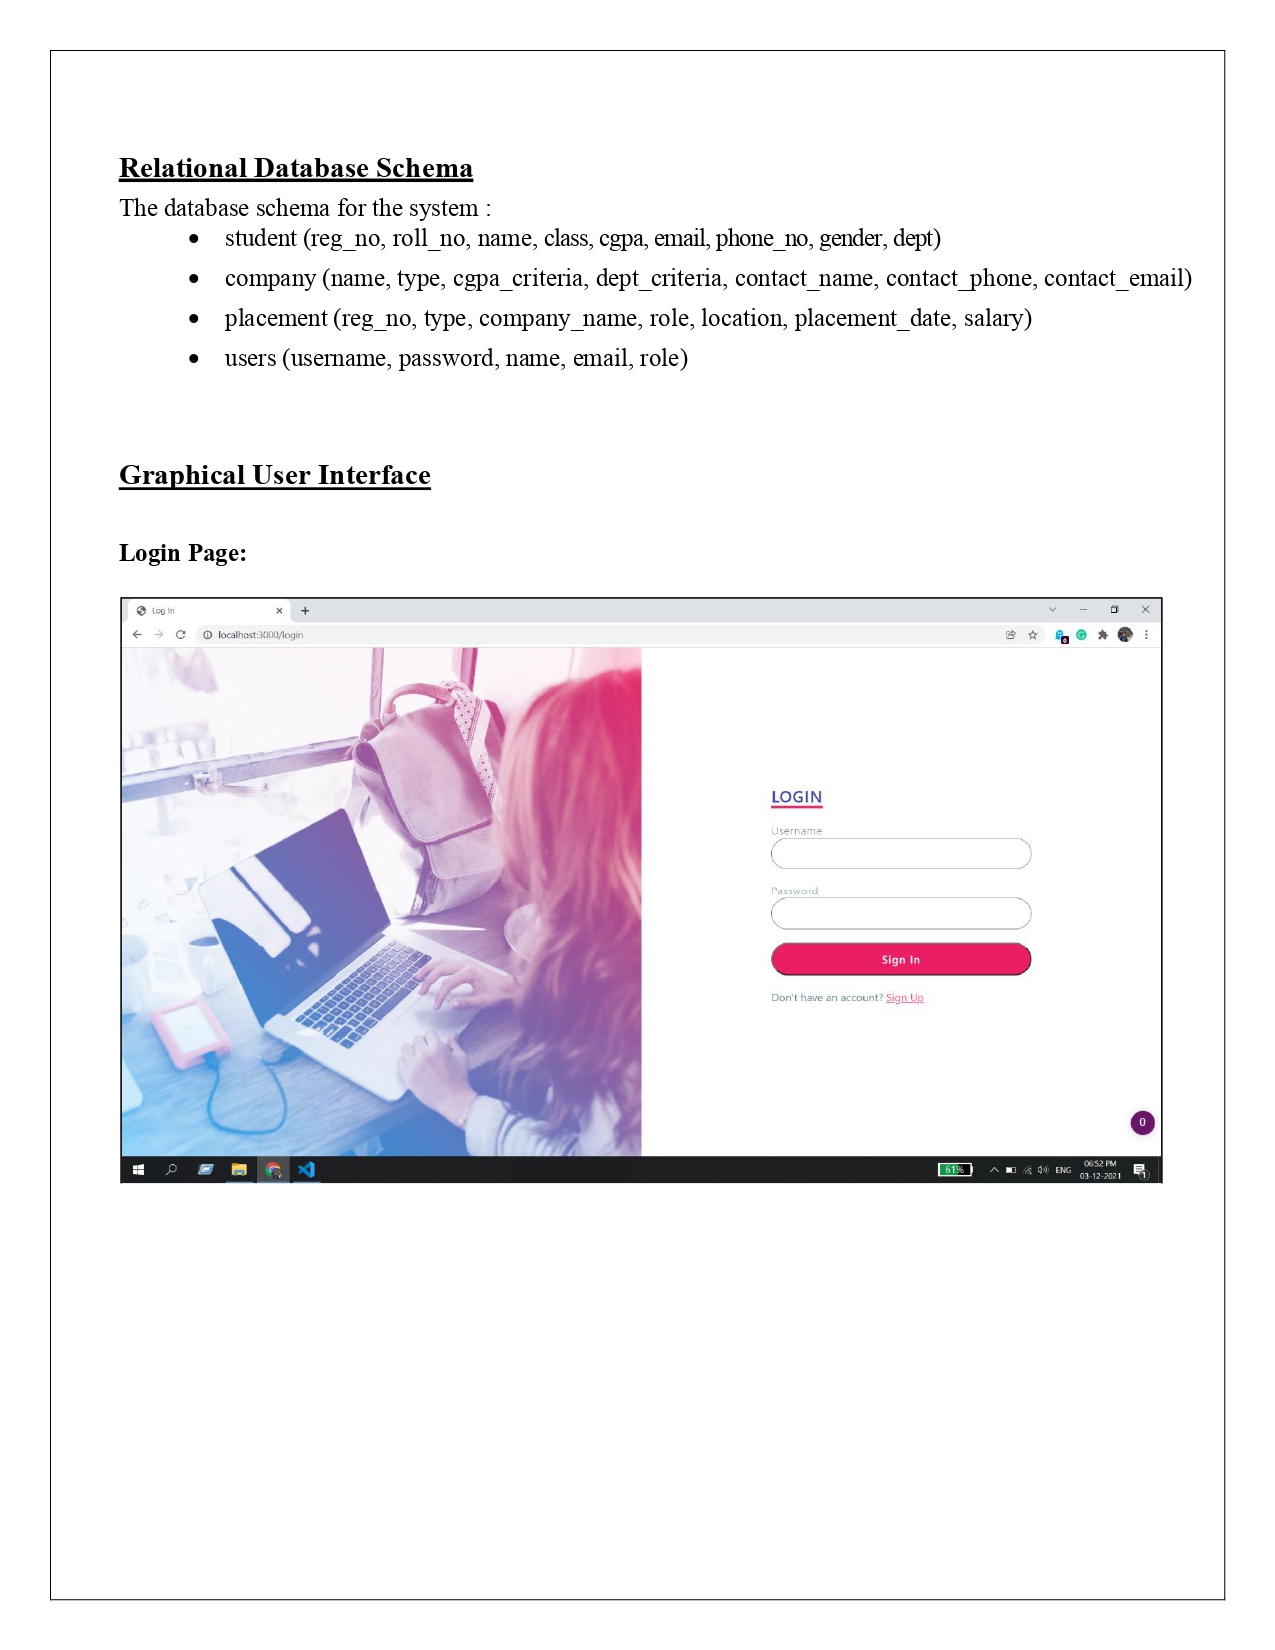 Relational Database Schema
The database schema for the system :
• student (reg_no, roll_no, name, class, cgpa, email, phone_no, gender, dept)
• company (name, type, cgpa_criteria, dept_criteria, contact_name, contact_phone, contact_email)
• placement (reg_no, type, company_name, role, location, placement_date, salary)
• users (username, password, name, email, role)
Graphical User Interface
Login Page:
Log In
localhost:3000/login
LOGIN
Username
Password
Sign In
Don't have an account? Sign Up
0
61%
ENG
06:52 PM
03-12-2021
1